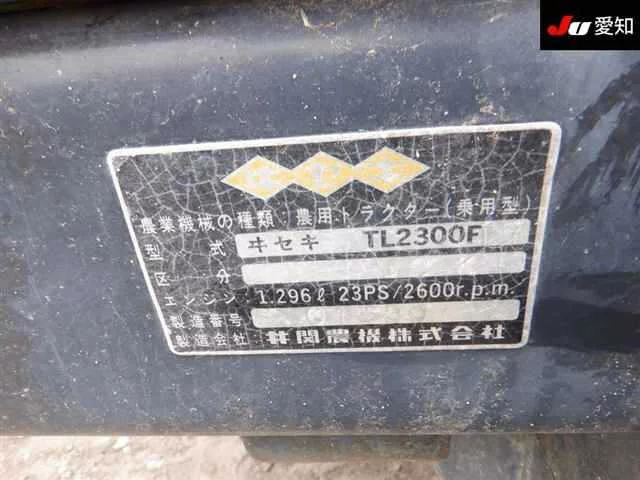 JU 愛知
農業機械の種類:農用トラクター(乗用型)
型式 ヰセキ TL2300F
区分
エンジン:1.296ℓ 23PS/2600r.p.m.
製造番号
製造会社:井関農機株式会社